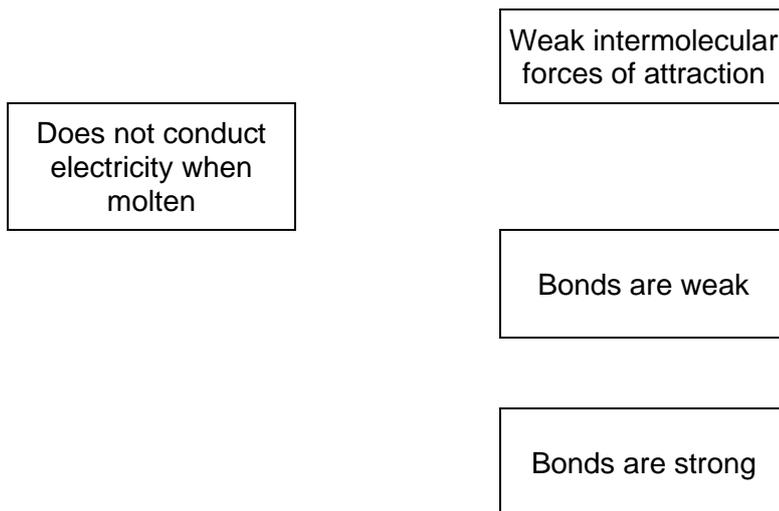 Weak intermolecular
forces of attraction
Does not conduct
electricity when
molten
Bonds are weak
Bonds are strong